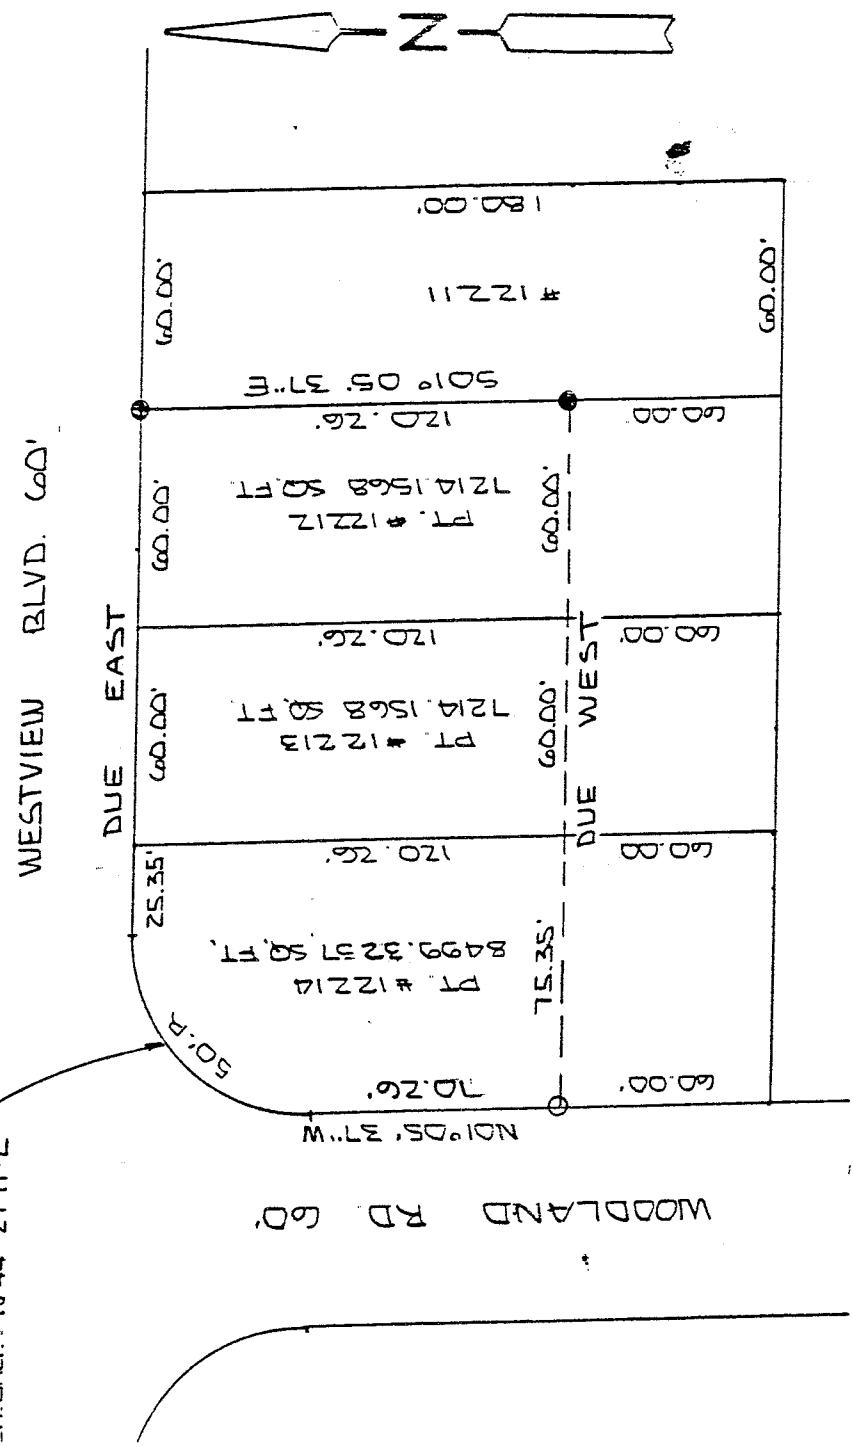 N
WESTVIEW BLVD. 60'
DUE EAST
180.00'
#12211
60.00'
60.00'
S01° 05' 37"E
120.26'
60.00
PT. #12212
7214.1568 SQ.FT
60.00'
60.00'
120.26'
60.00'
PT. #12213
7214.1568 SQ.FT
60.00'
60.00'
DUE WEST
120.26'
60.00
PT. #12214
8499.3257 SQ.FT.
25.35'
75.35'
50' R
70.26'
60.00'
N01° 05' 37"W
WOODLAND RD 60'